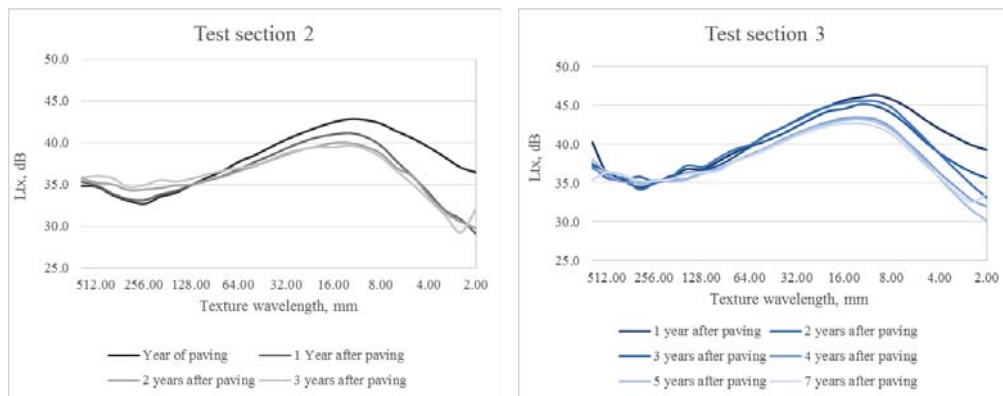 Test section 2
50.0
45.0
40.0
35.0
30.0
25.0
Ltx, dB
512.00 256.00 128.00 64.00 32.00 16.00 8.00 4.00 2.00
Texture wavelength, mm
Year of paving 1 Year after paving
2 years after paving 3 years after paving
Test section 3
50.0
45.0
40.0
35.0
30.0
25.0
Ltx, dB
512.00 256.00 128.00 64.00 32.00 16.00 8.00 4.00 2.00
Texture wavelength, mm
1 year after paving 2 years after paving
3 years after paving 4 years after paving
5 years after paving 7 years after paving